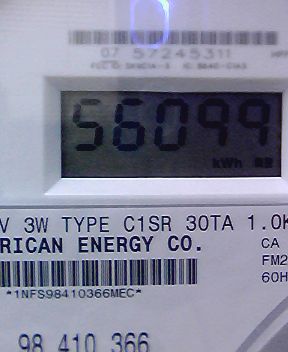 07 57245311
56099
kWh
V 3W TYPE C1SR 30TA 1.0K
RICAN ENERGY CO.
CA
FM2
60H
*1NFS98410366MEC*
98 410 366